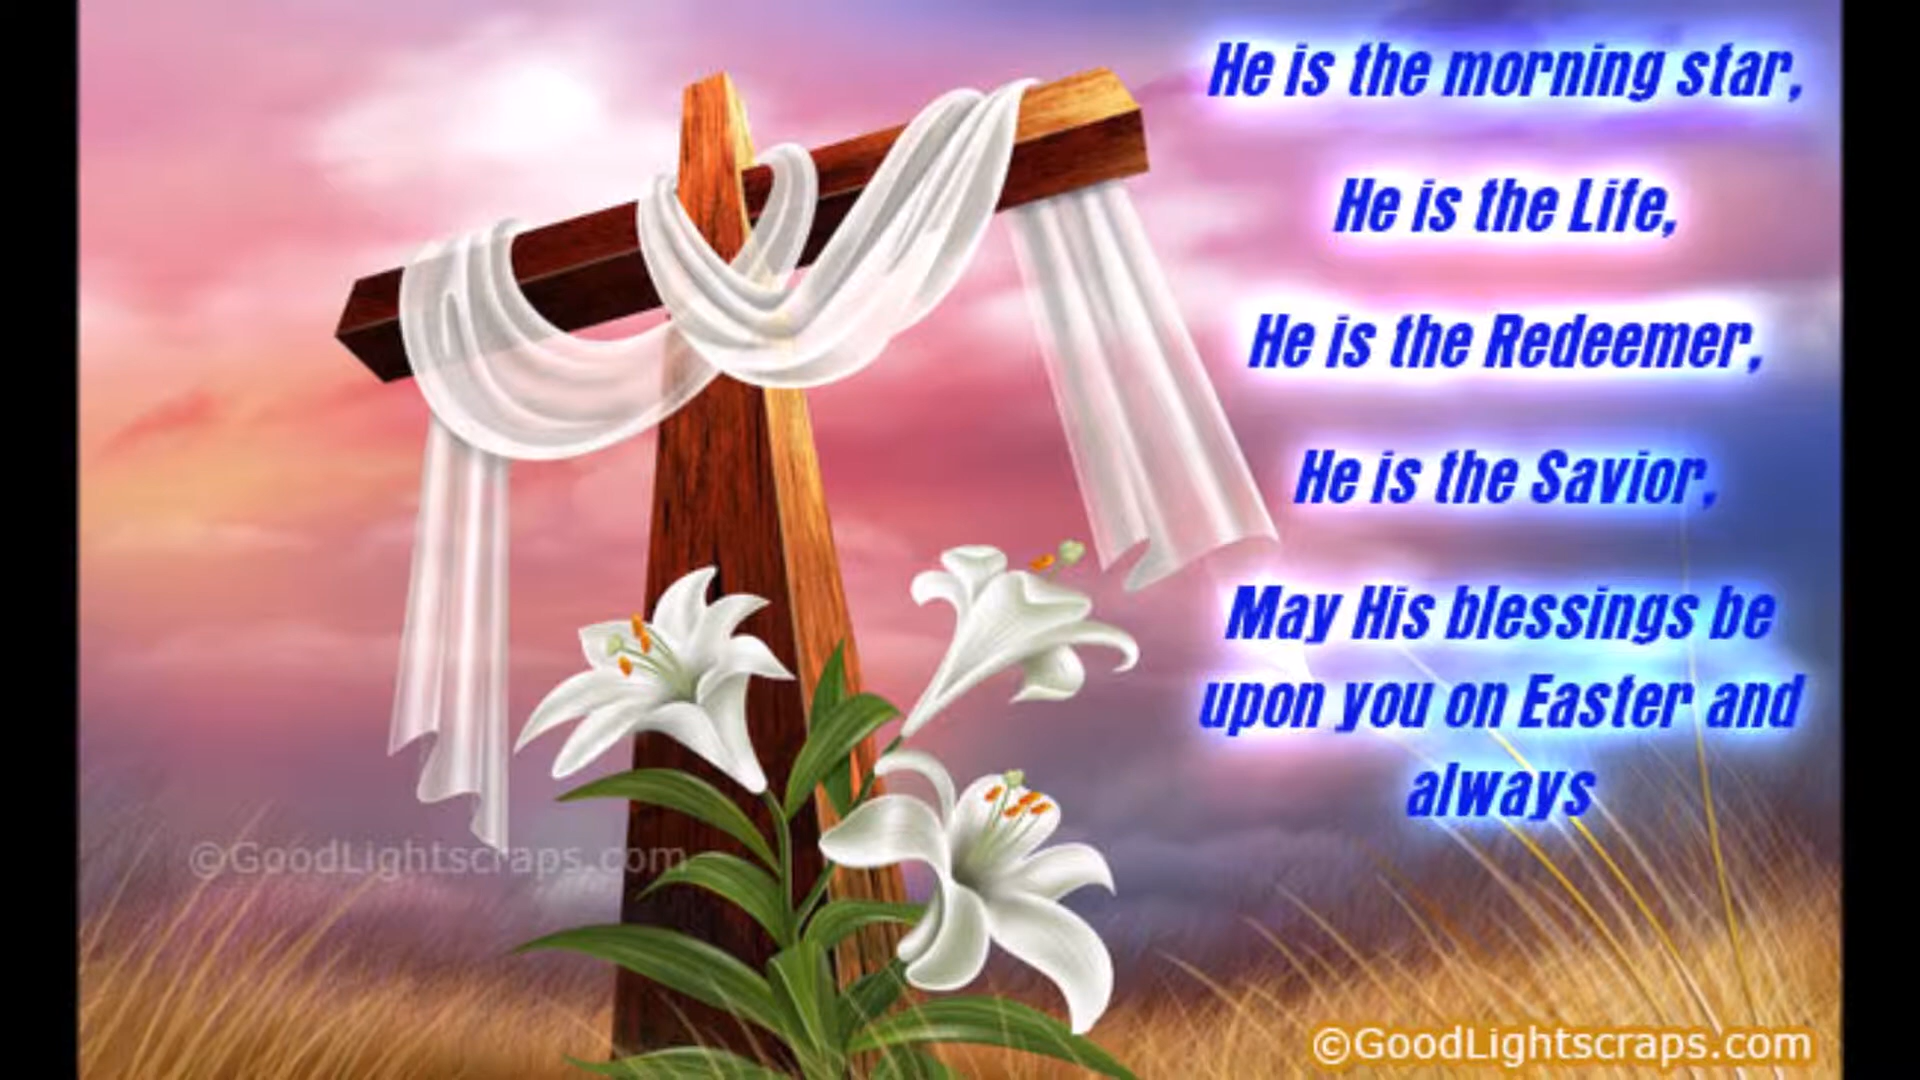 He is the morning star,
He is the Life,
He is the Redeemer,
He is the Savior,
May His blessings be
upon you on Easter and
always
©GoodLightscraps.com
©GoodLightscraps.com